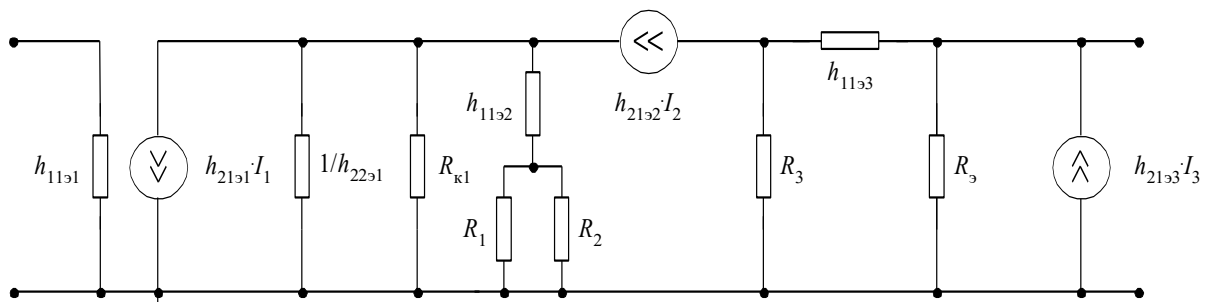 h₁₁э₃
h₁₁э₂
h₂₁э₂·I₂
h₁₁э₁
h₂₁э₁·I₁
1/h₂₂э₁
Rк₁
R₃
Rэ
h₂₁э₃·I₃
R₁
R₂